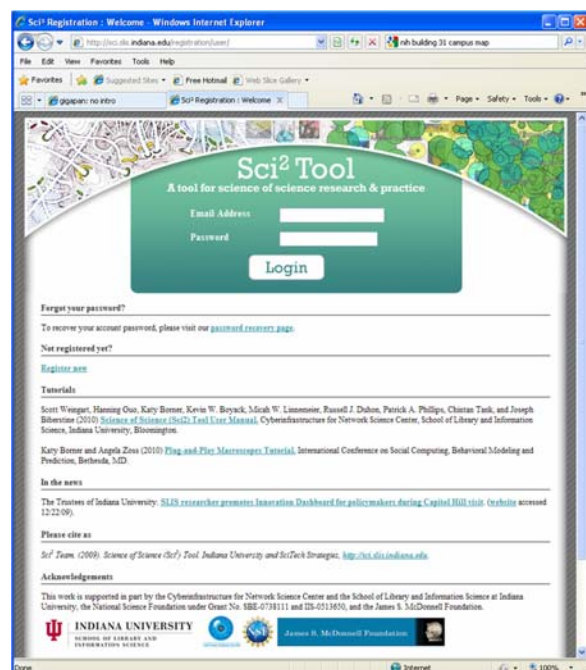 Sci² Registration : Welcome - Windows Internet Explorer
http://sci.slis.indiana.edu/registration/user/
nih building 31 campus map
File Edit View Favorites Tools Help
Favorites Suggested Sites Free Hotmail Web Slice Gallery
gigapan: no intro Sci² Registration : Welcome Page Safety Tools
Sci² Tool
A tool for science of science research & practice
Email Address
Password
Login
Forgot your password?
To recover your account password, please visit our password recovery page.
Not registered yet?
Register now
Tutorials
Scott Weingart, Hanning Guo, Katy Borner, Kevin W. Boyack, Micah W. Linnemeier, Russell J. Duhon, Patrick A. Phillips, Chintan Tank, and Joseph
Biberstine (2010) Science of Science (Sci2) Tool User Manual, Cyberinfrastructure for Network Science Center, School of Library and Information
Science, Indiana University, Bloomington.
Katy Borner and Angela Zoss (2010) Plug-and-Play Macroscopes Tutorial, International Conference on Social Computing, Behavioral Modeling and
Prediction, Bethesda, MD.
In the news
The Trustees of Indiana University. SLIS researcher promotes Innovation Dashboard for policymakers during Capitol Hill visit. (website accessed
12/22/09).
Please cite as
Sci² Team. (2009). Science of Science (Sci²) Tool. Indiana University and SciTech Strategies, http://sci.slis.indiana.edu.
Acknowledgements
This work is supported in part by the Cyberinfrastructure for Network Science Center and the School of Library and Information Science at Indiana
University, the National Science Foundation under Grant No. SBE-0738111 and IIS-0513650, and the James S. McDonnell Foundation.
INDIANA UNIVERSITY
SCHOOL OF LIBRARY AND
INFORMATION SCIENCE
NSF
James S. McDonnell Foundation
Done Internet 100%